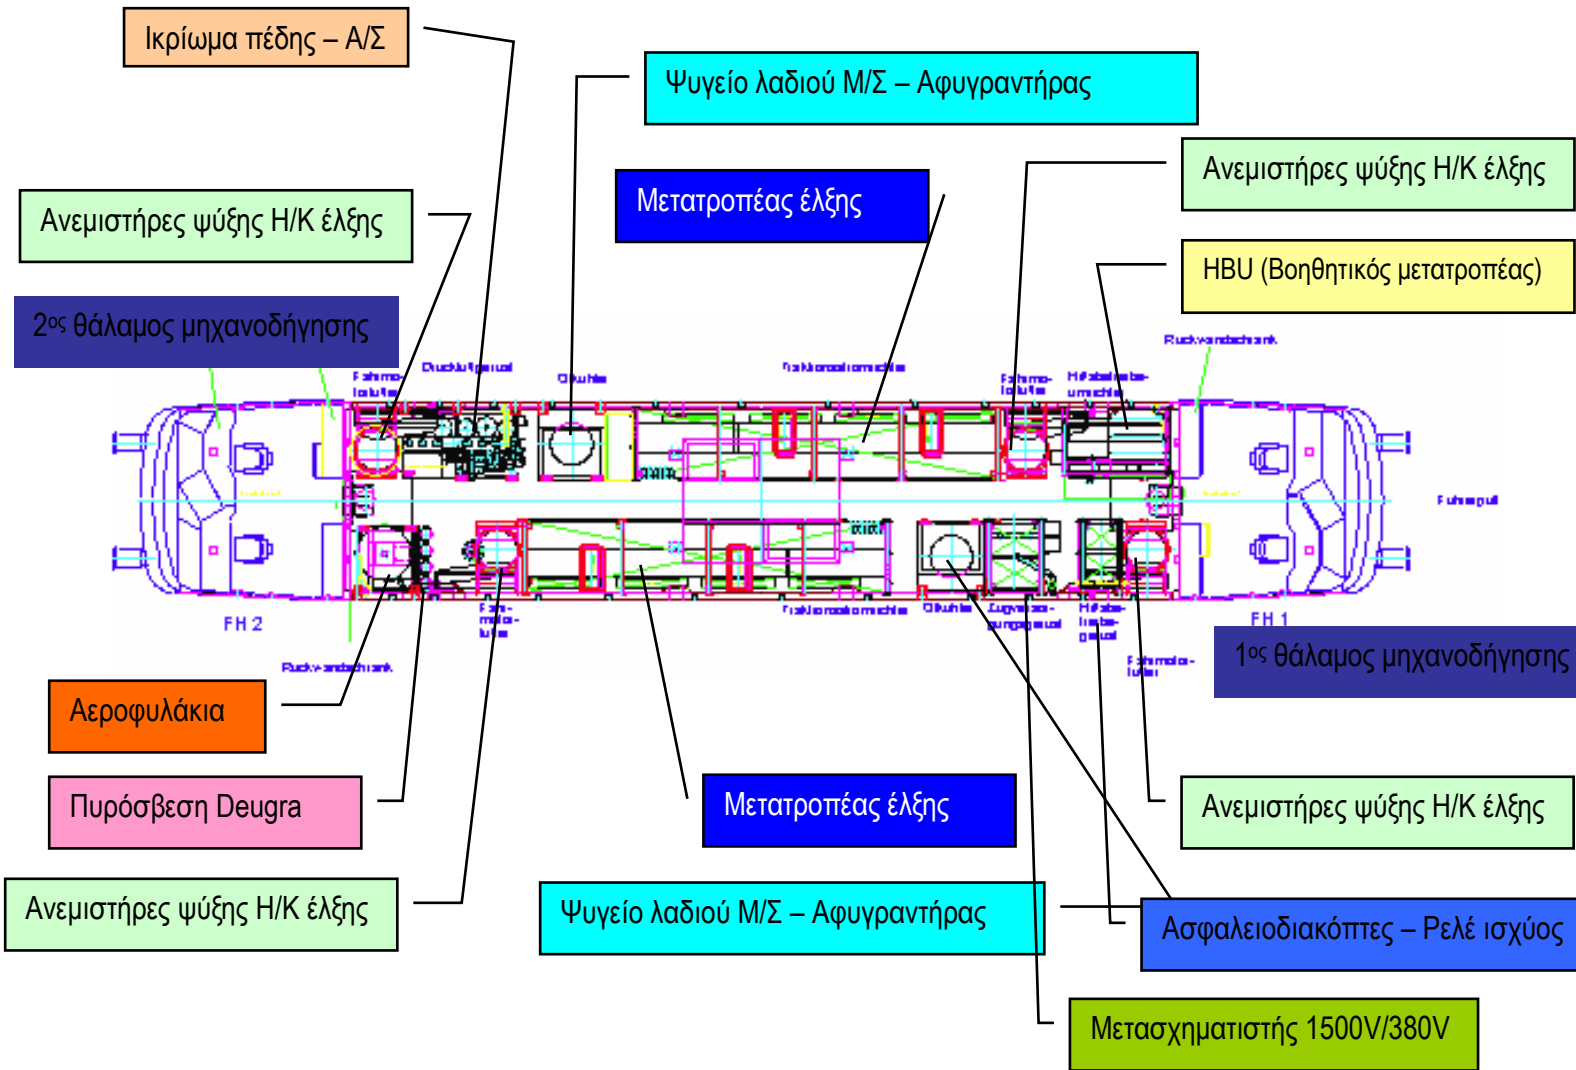 Ικρίωμα πέδης – Α/Σ
Ψυγείο λαδιού Μ/Σ – Αφυγραντήρας
Ανεμιστήρες ψύξης Η/Κ έλξης
Μετατροπέας έλξης
Ανεμιστήρες ψύξης Η/Κ έλξης
HBU (Βοηθητικός μετατροπέας)
2ος θάλαμος μηχανοδήγησης
Ruckwandschrank
FH 2
FH 1
Ruckwandschrank
1ος θάλαμος μηχανοδήγησης
Αεροφυλάκια
Πυρόσβεση Deugra
Μετατροπέας έλξης
Ανεμιστήρες ψύξης Η/Κ έλξης
Ανεμιστήρες ψύξης Η/Κ έλξης
Ψυγείο λαδιού Μ/Σ – Αφυγραντήρας
Ασφαλειοδιακόπτες – Ρελέ ισχύος
Μετασχηματιστής 1500V/380V